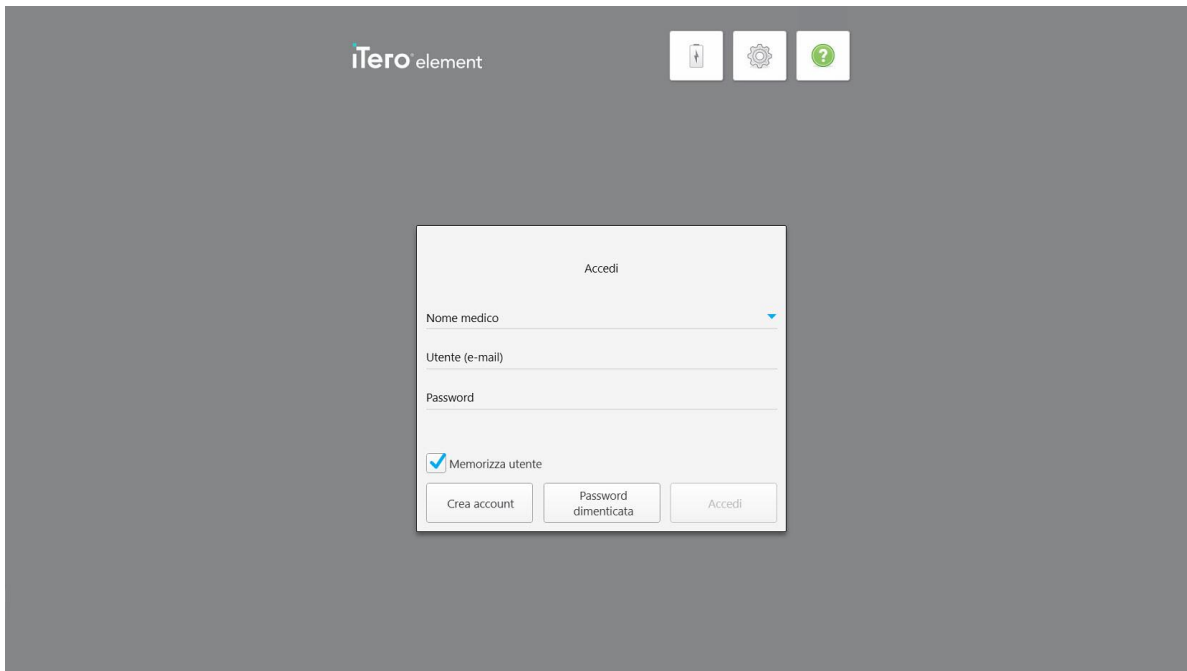 iTero element
Accedi
Nome medico
Utente (e-mail)
Password
Memorizza utente
Crea account
Password
dimenticata
Accedi